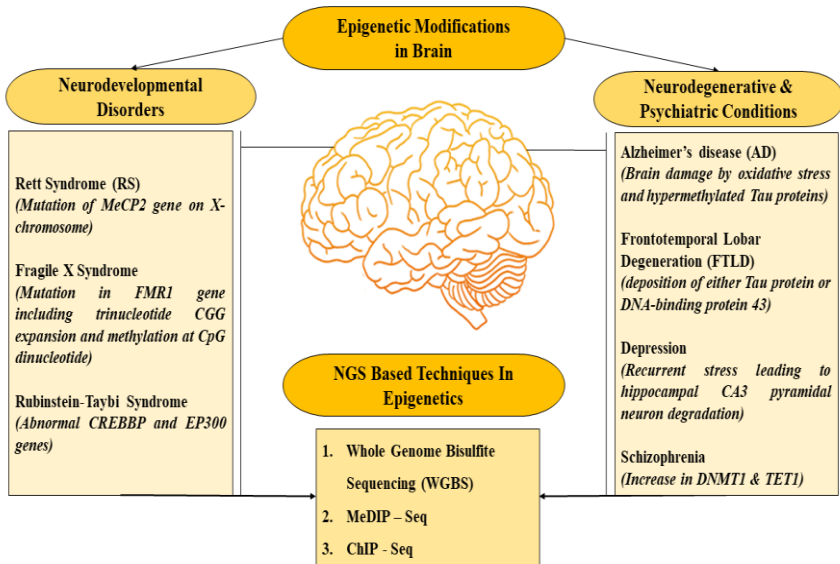 Epigenetic Modifications
in Brain
Neurodevelopmental
Disorders
Rett Syndrome (RS)
(Mutation of MeCP2 gene on X-
chromosome)
Fragile X Syndrome
(Mutation in FMR1 gene
including trinucleotide CGG
expansion and methylation at CpG
dinucleotide)
Rubinstein-Taybi Syndrome
(Abnormal CREBBP and EP300
genes)
Neurodegenerative &
Psychiatric Conditions
Alzheimer's disease (AD)
(Brain damage by oxidative stress
and hypermethylated Tau proteins)
Frontotemporal Lobar
Degeneration (FTLD)
(deposition of either Tau protein or
DNA-binding protein 43)
Depression
(Recurrent stress leading to
hippocampal CA3 pyramidal
neuron degradation)
Schizophrenia
(Increase in DNMT1 & TET1)
NGS Based Techniques In
Epigenetics
1. Whole Genome Bisulfite
Sequencing (WGBS)
2. MeDIP – Seq
3. ChIP - Seq